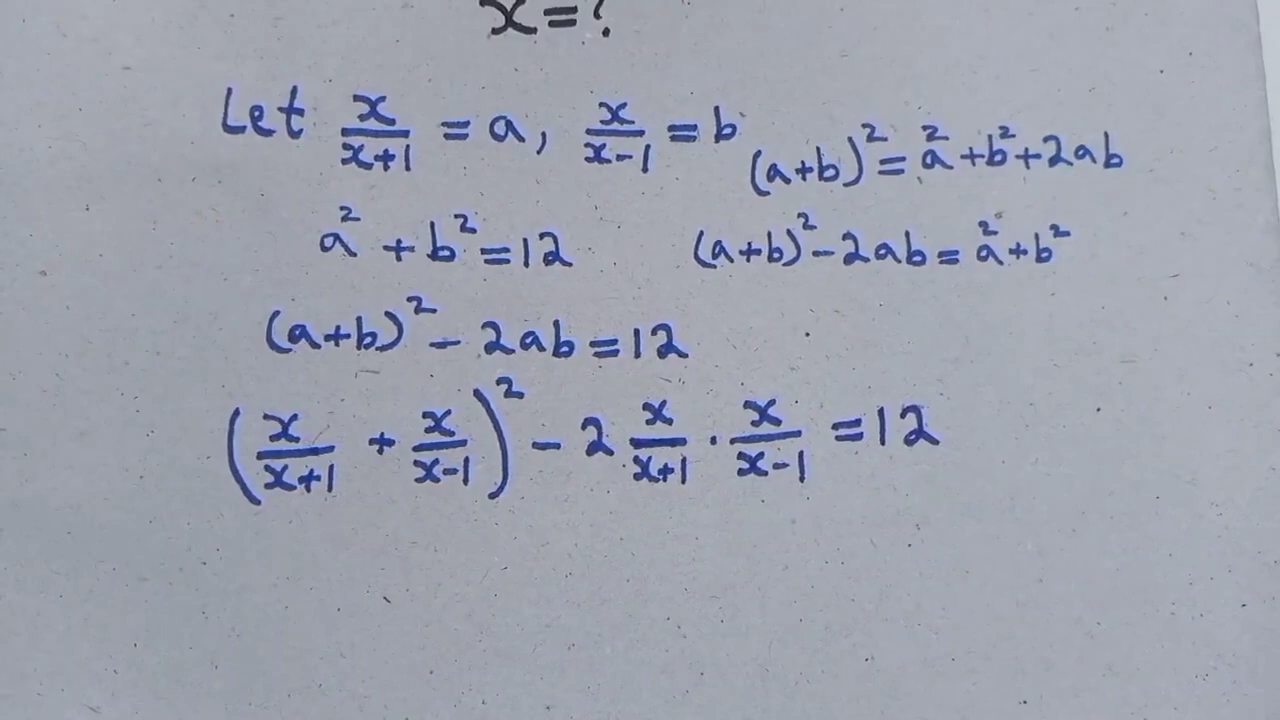 x=?
Let x/(x+1) = a, x/(x-1) = b
(a+b)² = a²+b²+2ab
a² + b² = 12
(a+b)² - 2ab = a²+b²
(a+b)² - 2ab = 12
(x/(x+1) + x/(x-1))² - 2 x/(x+1) · x/(x-1) = 12